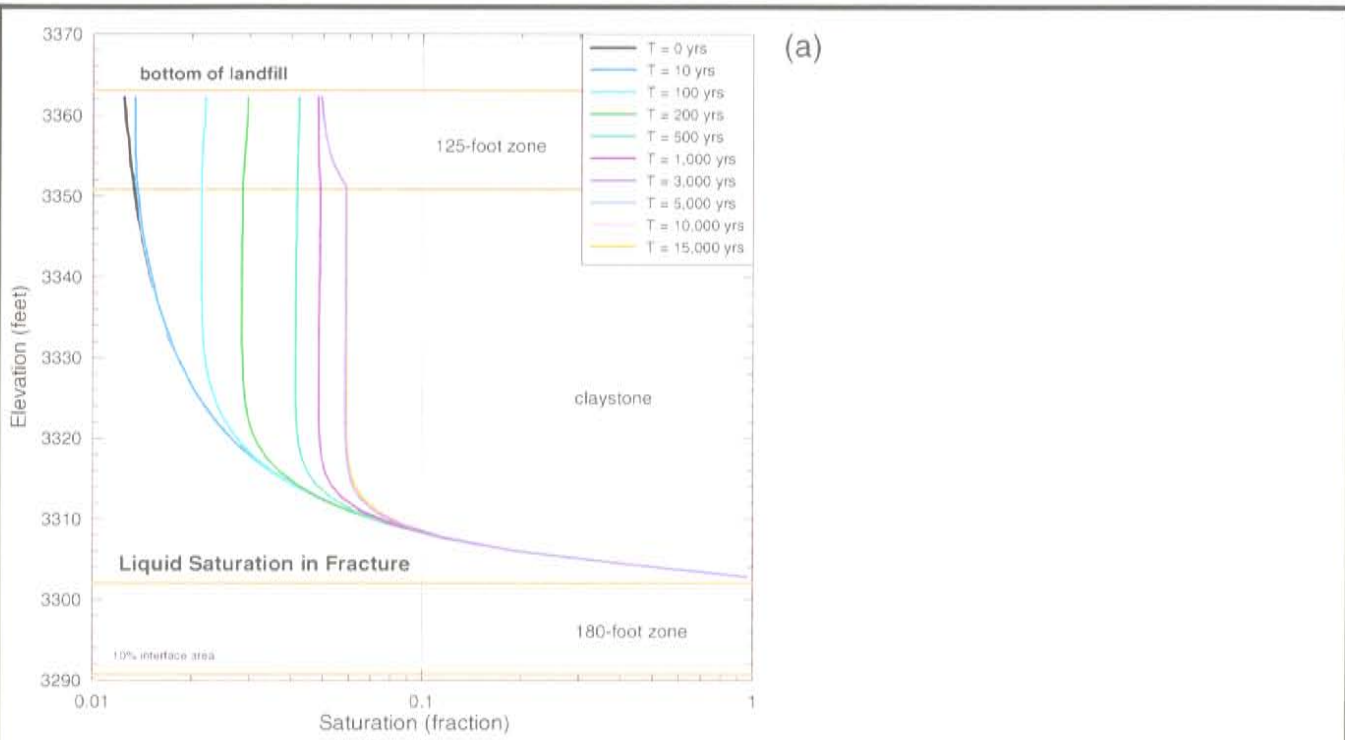 (a)
3370
3360
3350
3340
3330
3320
3310
3300
3290
Elevation (feet)
bottom of landfill
T = 0 yrs
T = 10 yrs
T = 100 yrs
T = 200 yrs
T = 500 yrs
T = 1,000 yrs
T = 3,000 yrs
T = 5,000 yrs
T = 10,000 yrs
T = 15,000 yrs
125-foot zone
claystone
Liquid Saturation in Fracture
180-foot zone
10% interface area
0.01
0.1
1
Saturation (fraction)